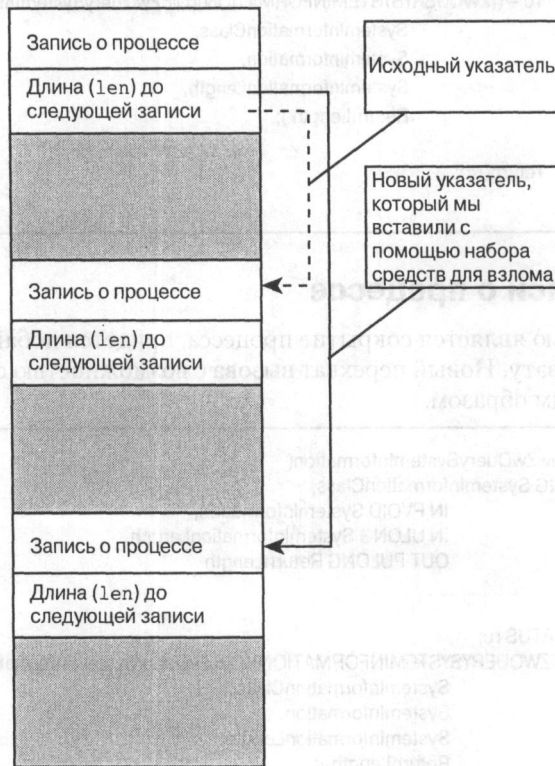 Запись о процессе
Длина (len) до
следующей записи
Исходный указатель
Новый указатель,
который мы
вставили с
помощью набора
средств для взлома
Запись о процессе
Длина (len) до
следующей записи
Запись о процессе
Длина (len) до
следующей записи